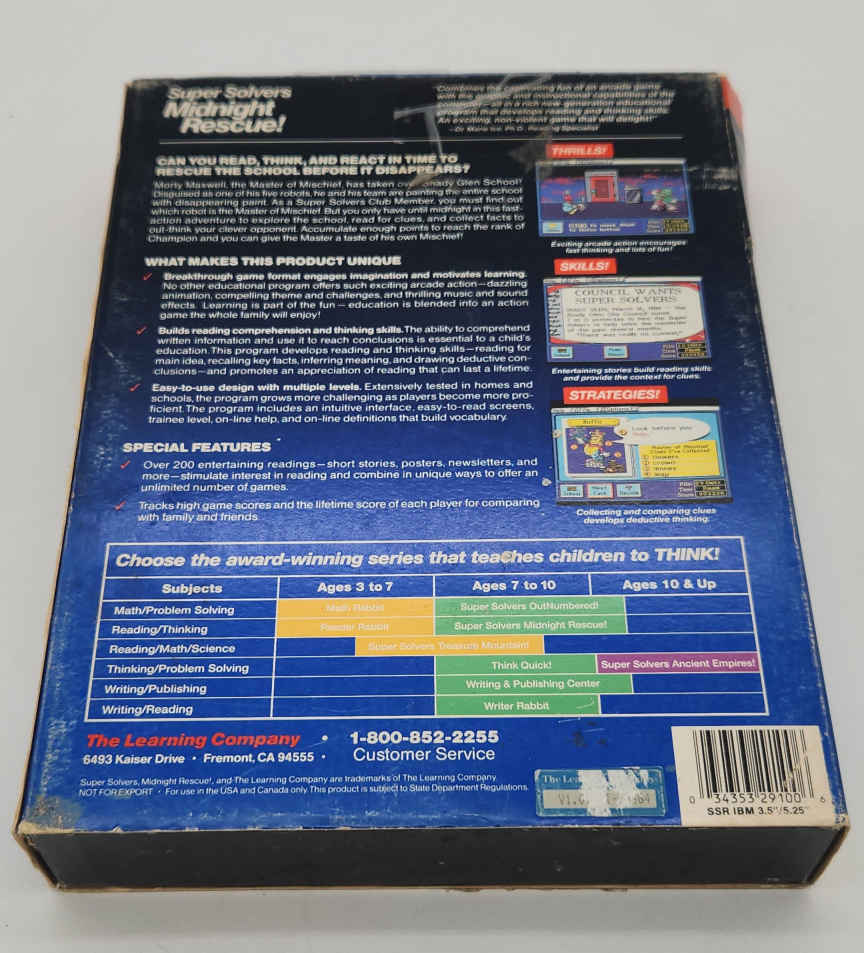 Super Solvers
Midnight
Rescue!
"Combines the captivating fun of an arcade game
with the graphic and instructional capabilities of the
computer—all in a rich new-generation educational
program that develops reading and thinking skills.
An exciting, non-violent game that will delight!"
Ph.D. Reading Specialist
CAN YOU READ, THINK, AND REACT IN TIME TO
RESCUE THE SCHOOL BEFORE IT DISAPPEARS?
Morty Maxwell, the Master of Mischief, has taken over Shady Glen School!
Disguised as one of his five robots, he and his team are painting the entire school
with disappearing paint. As a Super Solvers Club Member, you must find out
which robot is the Master of Mischief. But you only have until midnight in this fast-
action adventure to explore the school, read for clues, and collect facts to
out-think your clever opponent. Accumulate enough points to reach the rank of
Champion and you can give the Master a taste of his own Mischief!
WHAT MAKES THIS PRODUCT UNIQUE
✓ Breakthrough game format engages imagination and motivates learning.
No other educational program offers such exciting arcade action—dazzling
animation, compelling theme and challenges, and thrilling music and sound
effects. Learning is part of the fun—education is blended into an action
game the whole family will enjoy!
✓ Builds reading comprehension and thinking skills. The ability to comprehend
written information and use it to reach conclusions is essential to a child's
education. This program develops reading and thinking skills—reading for
main idea, recalling key facts, inferring meaning, and drawing deductive con-
clusions—and promotes an appreciation of reading that can last a lifetime.
✓ Easy-to-use design with multiple levels. Extensively tested in homes and
schools, the program grows more challenging as players become more pro-
ficient. The program includes an intuitive interface, easy-to-read screens,
trainee level, on-line help, and on-line definitions that build vocabulary.
SPECIAL FEATURES
✓ Over 200 entertaining readings—short stories, posters, newsletters, and
more—stimulate interest in reading and combine in unique ways to offer an
unlimited number of games.
✓ Tracks high game scores and the lifetime score of each player for comparing
with family and friends.
THRILLS!
Exciting arcade action encourages
fast thinking and lots of fun!
SKILLS!
COUNCIL WANTS
SUPER SOLVERS
Entertaining stories build reading skills
and provide the context for clues.
STRATEGIES!
Buffo
Look before you
Collecting and comparing clues
develops deductive thinking.
Choose the award-winning series that teaches children to THINK!
Subjects Ages 3 to 7 Ages 7 to 10 Ages 10 & Up
Math/Problem Solving Math Rabbit Super Solvers OutNumbered!
Reading/Thinking Reader Rabbit Super Solvers Midnight Rescue!
Reading/Math/Science Super Solvers Treasure Mountain!
Thinking/Problem Solving Think Quick! Super Solvers Ancient Empires!
Writing/Publishing Writing & Publishing Center
Writing/Reading Writer Rabbit
The Learning Company • 1-800-852-2255
6493 Kaiser Drive • Fremont, CA 94555 • Customer Service
Super Solvers, Midnight Rescue!, and The Learning Company are trademarks of The Learning Company.
NOT FOR EXPORT • For use in the USA and Canada only. This product is subject to State Department Regulations.
0 34353 29100 6
SSR IBM 3.5"/5.25"